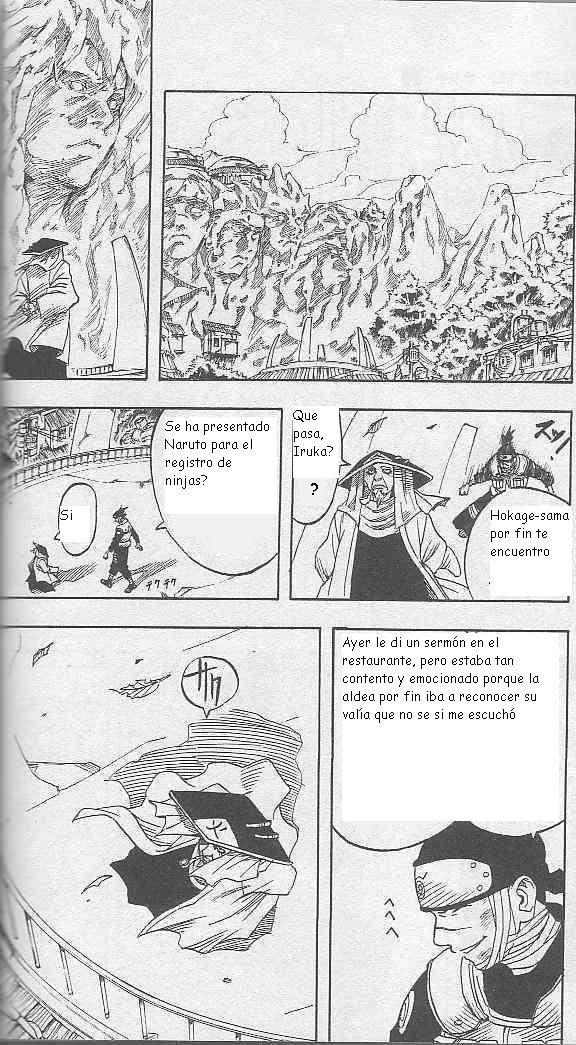 Hokage-sama
por fin te
encuentro
Que
pasa,
Iruka?
?
Se ha presentado
Naruto para el
registro de
ninjas?
Si
Ayer le di un sermón en el
restaurante, pero estaba tan
contento y emocionado porque la
aldea por fin iba a reconocer su
valía que no se si me escuchó